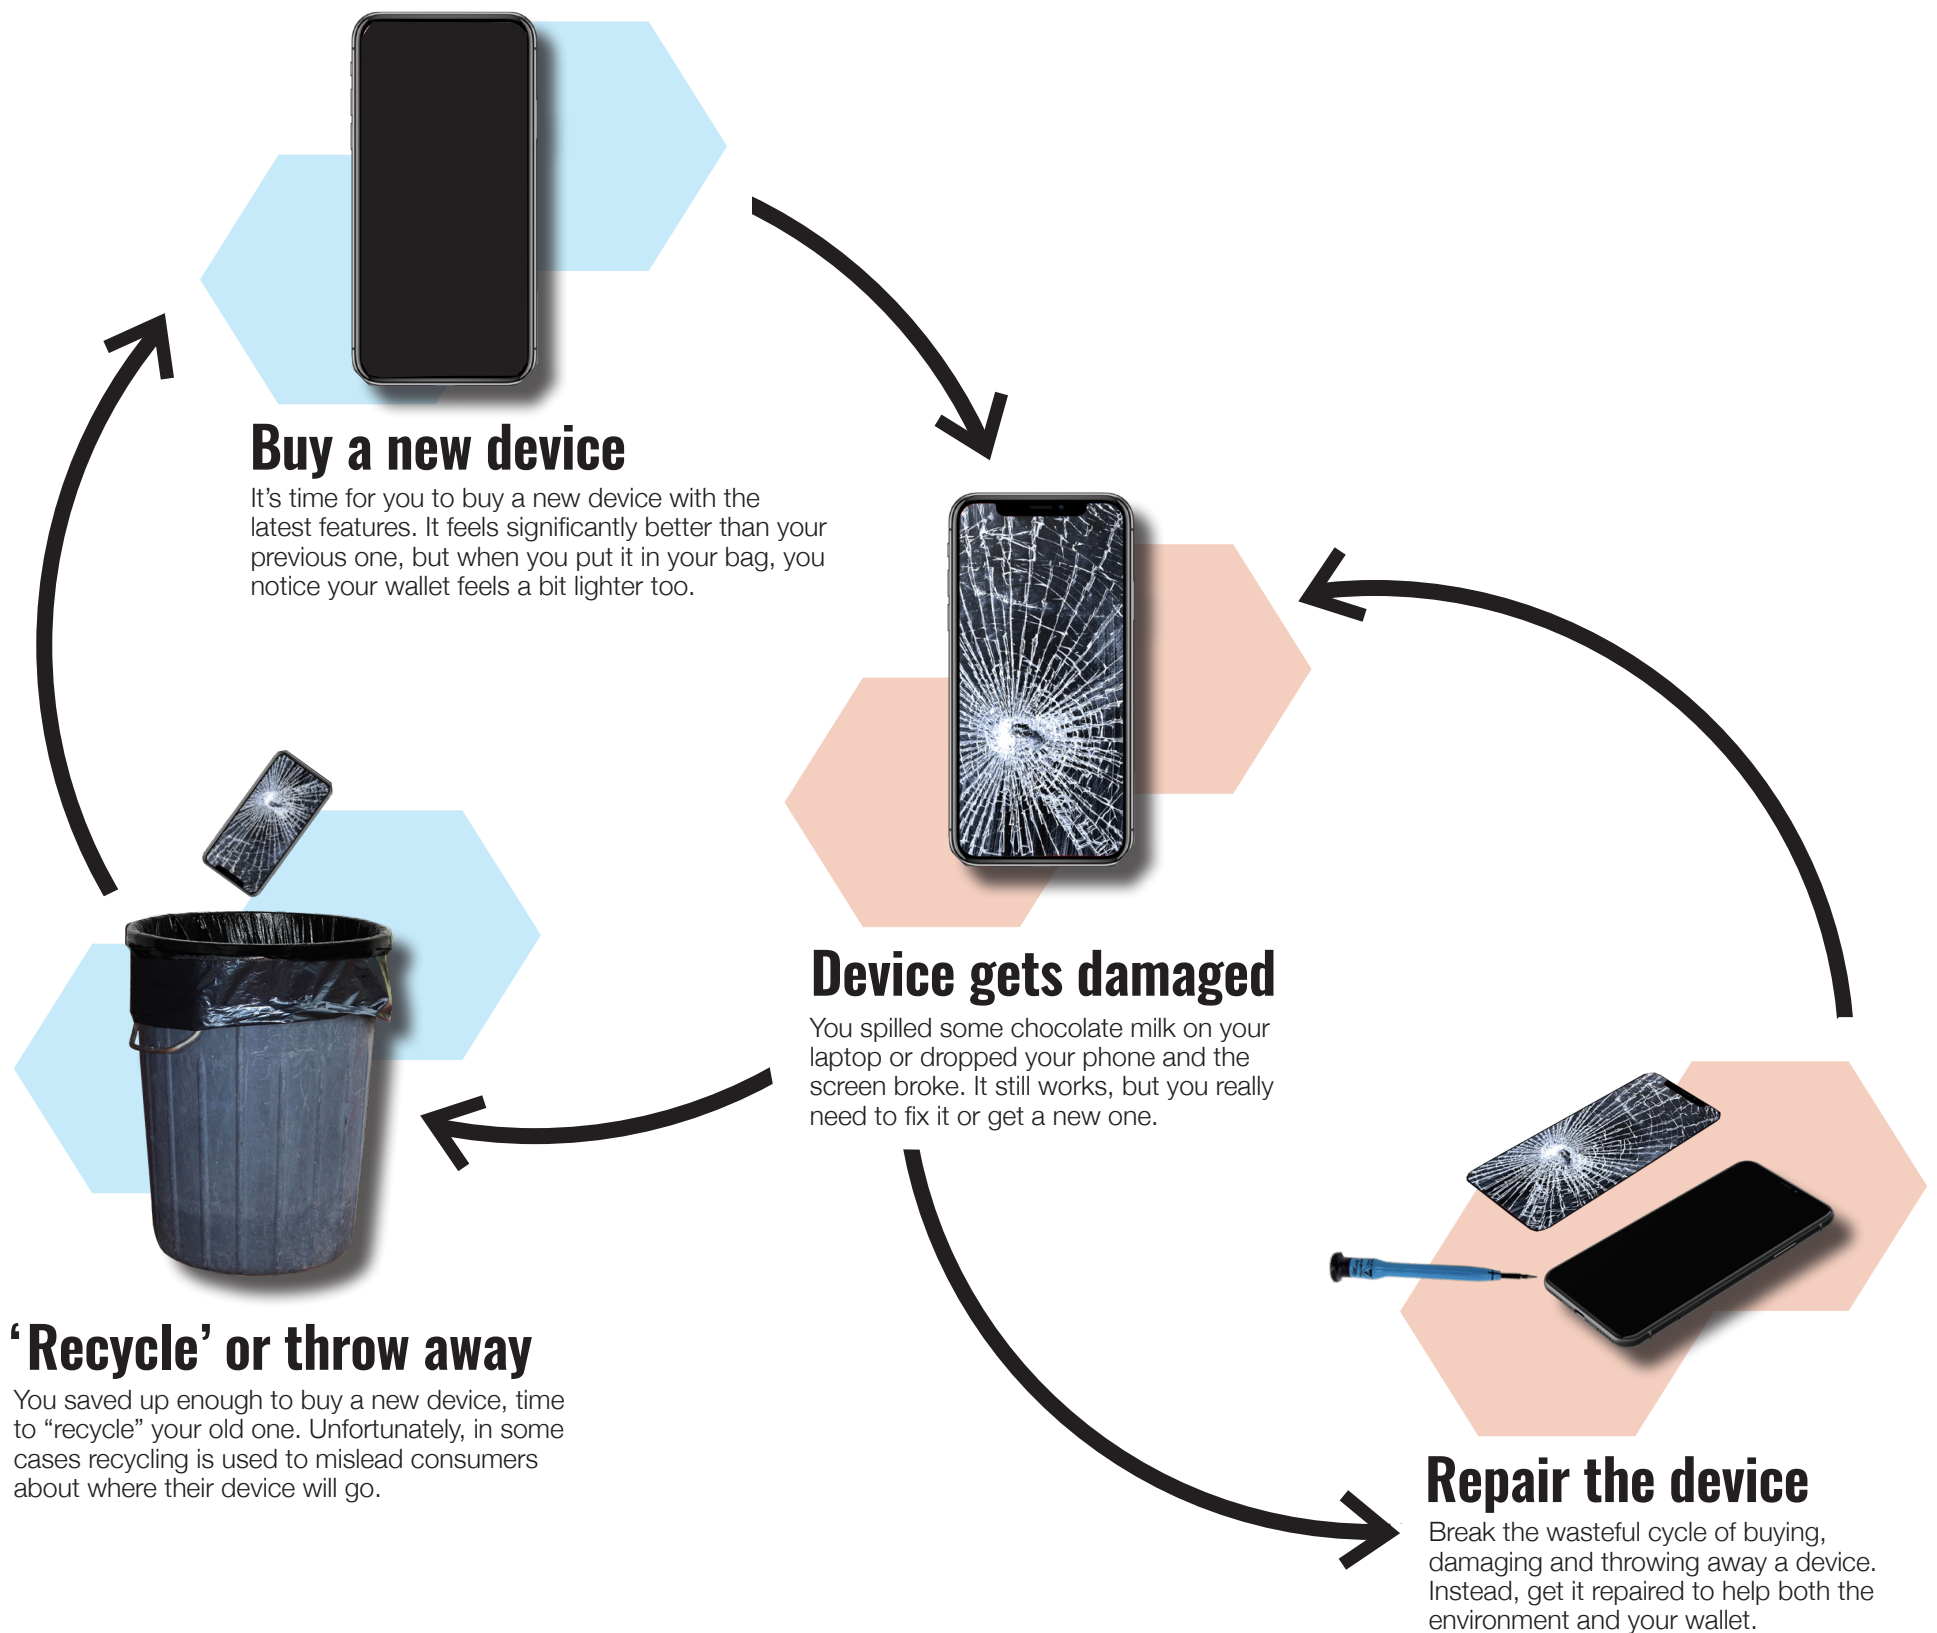 Buy a new device
It’s time for you to buy a new device with the
latest features. It feels significantly better than your
previous one, but when you put it in your bag, you
notice your wallet feels a bit lighter too.
Device gets damaged
You spilled some chocolate milk on your
laptop or dropped your phone and the
screen broke. It still works, but you really
need to fix it or get a new one.
‘Recycle’ or throw away
You saved up enough to buy a new device, time
to “recycle” your old one. Unfortunately, in some
cases recycling is used to mislead consumers
about where their device will go.
Repair the device
Break the wasteful cycle of buying,
damaging and throwing away a device.
Instead, get it repaired to help both the
environment and your wallet.